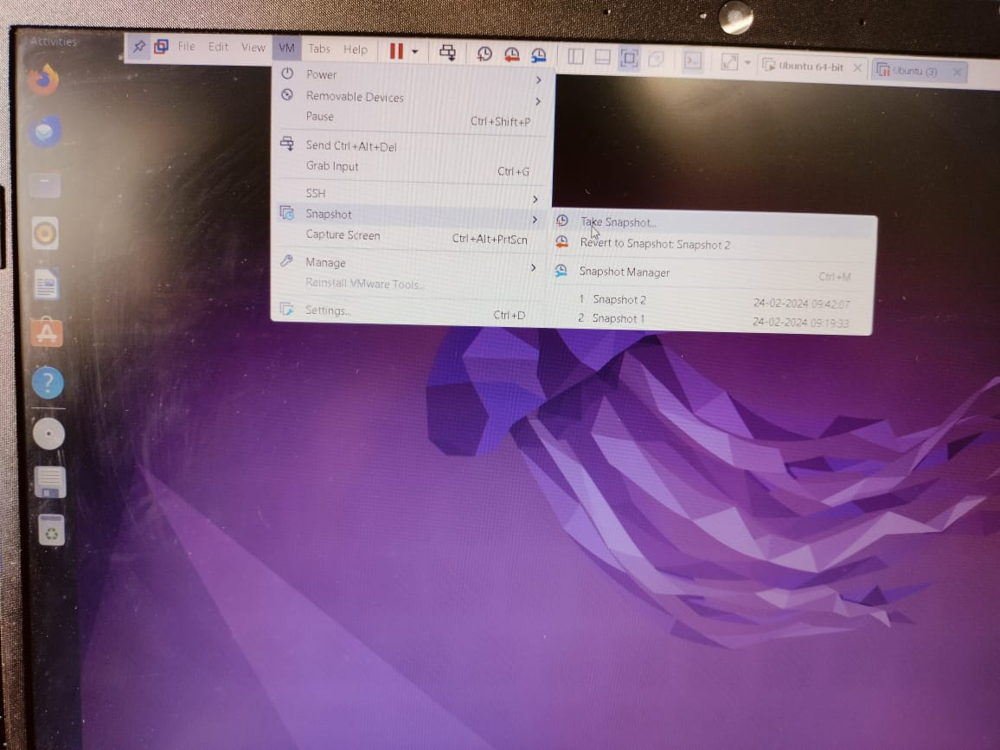 Activities
File Edit View VM Tabs Help
Ubuntu 64-bit
Ubuntu (3)
Power
Removable Devices
Pause Ctrl+Shift+P
Send Ctrl+Alt+Del
Grab Input Ctrl+G
SSH
Snapshot
Capture Screen Ctrl+Alt+PrtScn
Manage
Reinstall VMware Tools...
Settings... Ctrl+D
Take Snapshot...
Revert to Snapshot: Snapshot 2
Snapshot Manager Ctrl+M
1 Snapshot 2 24-02-2024 09:42:07
2 Snapshot 1 24-02-2024 09:19:33